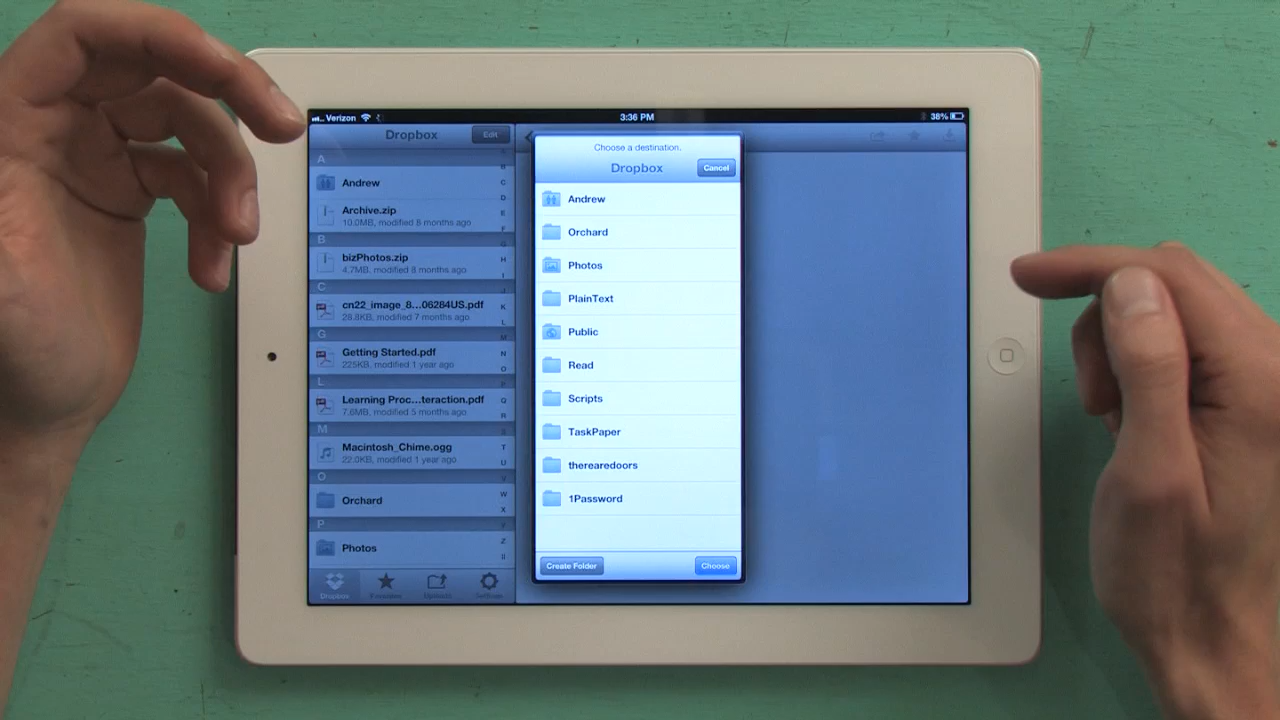 Verizon
3:36 PM
38%
Dropbox
Edit
A
Andrew
Archive.zip
10.0MB, modified 8 months ago
B
bizPhotos.zip
4.7MB, modified 8 months ago
C
cn22_image_8...06284US.pdf
28.8KB, modified 7 months ago
G
Getting Started.pdf
225KB, modified 1 year ago
L
Learning Proc...teraction.pdf
7.6MB, modified 5 months ago
M
Macintosh_Chime.ogg
22.0KB, modified 1 year ago
O
Orchard
P
Photos
Dropbox
Favorites
Uploads
Settings
Choose a destination.
Dropbox
Cancel
Andrew
Orchard
Photos
PlainText
Public
Read
Scripts
TaskPaper
therearedoors
1Password
Create Folder
Choose